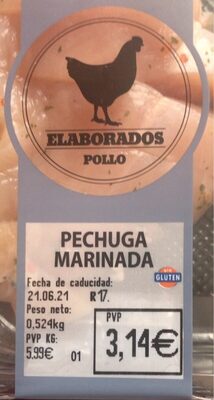 ELABORADOS
POLLO
PECHUGA
MARINADA
Fecha de caducidad:
21.06.21 R17.
SIN
GLUTEN
Peso neto:
0,524kg
PVP KG:
5.99€ 01
PVP
3,14€